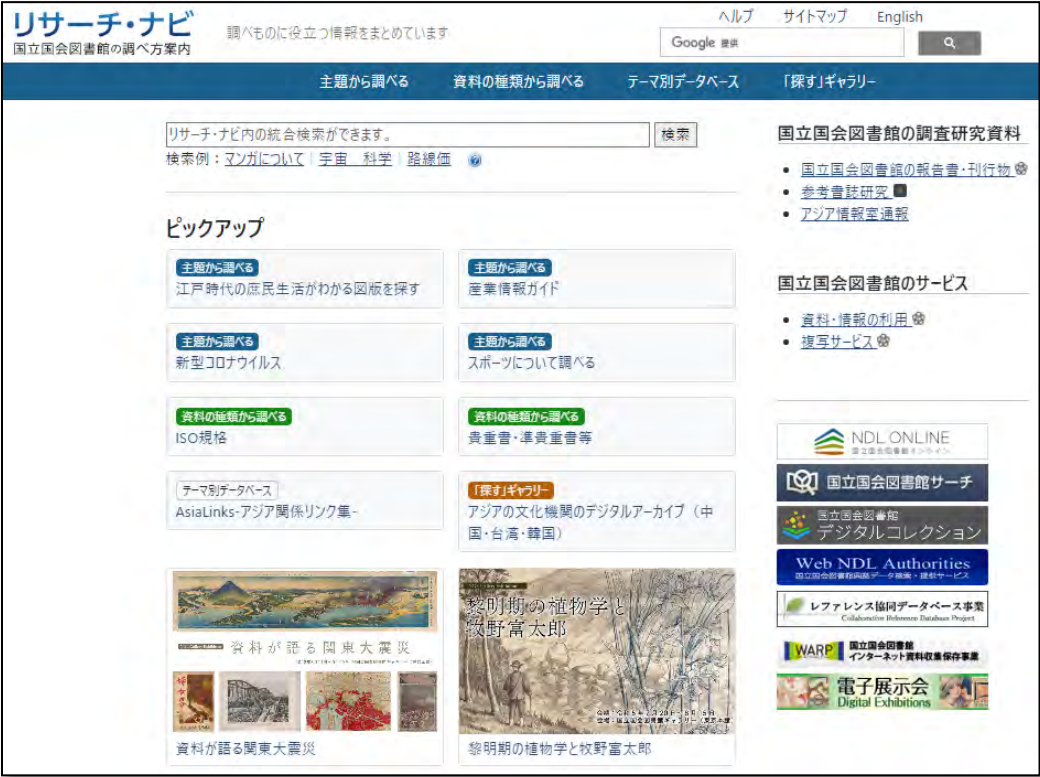 リサーチ・ナビ
国立国会図書館の調べ方案内
調べものに役立つ情報をまとめています
ヘルプ サイトマップ English
Google 提供
主題から調べる 資料の種類から調べる テーマ別データベース 「探す」ギャラリー
リサーチ・ナビ内の統合検索ができます。 検索
検索例：マンガについて | 宇宙 科学 | 路線価
ピックアップ
主題から調べる
江戸時代の庶民生活がわかる図版を探す
主題から調べる
産業情報ガイド
主題から調べる
新型コロナウイルス
主題から調べる
スポーツについて調べる
資料の種類から調べる
ISO規格
資料の種類から調べる
貴重書・準貴重書等
テーマ別データベース
AsiaLinks-アジア関係リンク集-
「探す」ギャラリー
アジアの文化機関のデジタルアーカイブ（中
国・台湾・韓国）
資料が語る関東大震災
資料が語る関東大震災
黎明期の植物学と
牧野富太郎
黎明期の植物学と牧野富太郎
国立国会図書館の調査研究資料
国立国会図書館の報告書・刊行物
参考書誌研究
アジア情報室通報
国立国会図書館のサービス
資料・情報の利用
複写サービス
NDL ONLINE
国立国会図書館オンライン
国立国会図書館サーチ
国立国会図書館
デジタルコレクション
Web NDL Authorities
国立国会図書館典拠データ検索・提供サービス
レファレンス協同データベース事業
Collaborative Reference Database Project
WARP 国立国会図書館
インターネット資料収集保存事業
電子展示会
Digital Exhibitions